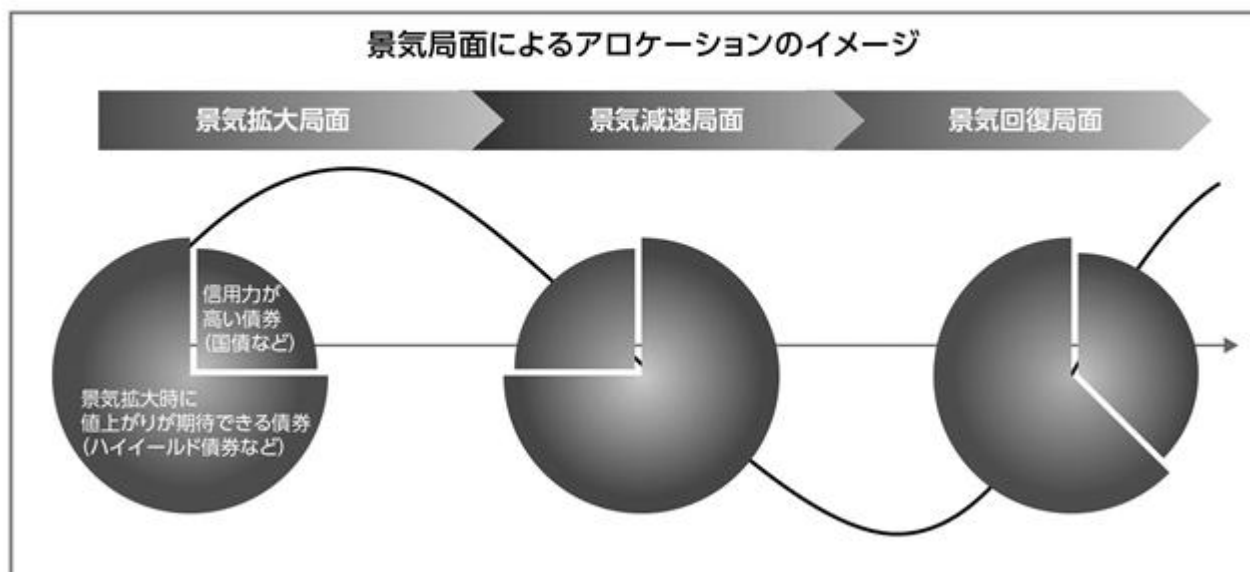 景気局面によるアロケーションのイメージ
景気拡大局面
景気減速局面
景気回復局面
信用力が
高い債券
(国債など)
景気拡大時に
値上がりが期待できる債券
(ハイイールド債券など)